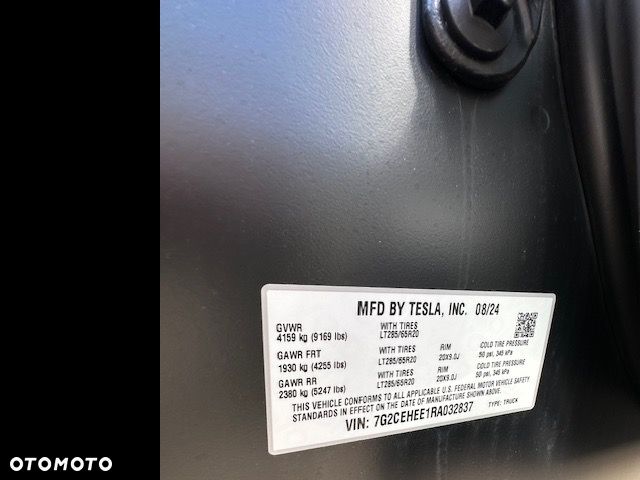 MFD BY TESLA, INC. 08/24
GVWR WITH TIRES
4159 kg (9169 lbs) LT285/65R20
GAWR FRT WITH TIRES RIM COLD TIRE PRESSURE
1930 kg (4255 lbs) LT285/65R20 20X9.0J 50 psi, 345 kPa
GAWR RR WITH TIRES RIM COLD TIRE PRESSURE
2380 kg (5247 lbs) LT285/65R20 20X9.0J 50 psi, 345 kPa
THIS VEHICLE CONFORMS TO ALL APPLICABLE U.S. FEDERAL MOTOR VEHICLE SAFETY
STANDARDS IN EFFECT ON THE DATE OF MANUFACTURE SHOWN ABOVE
VIN: 7G2CEHEE1RA032837 TYPE: TRUCK
OTOMOTO